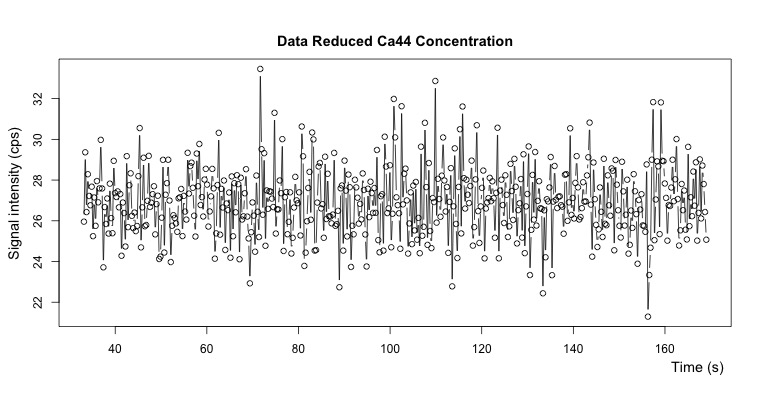 Data Reduced Ca44 Concentration
Signal intensity (cps)
32
30
28
26
24
22
40 60 80 100 120 140 160
Time (s)